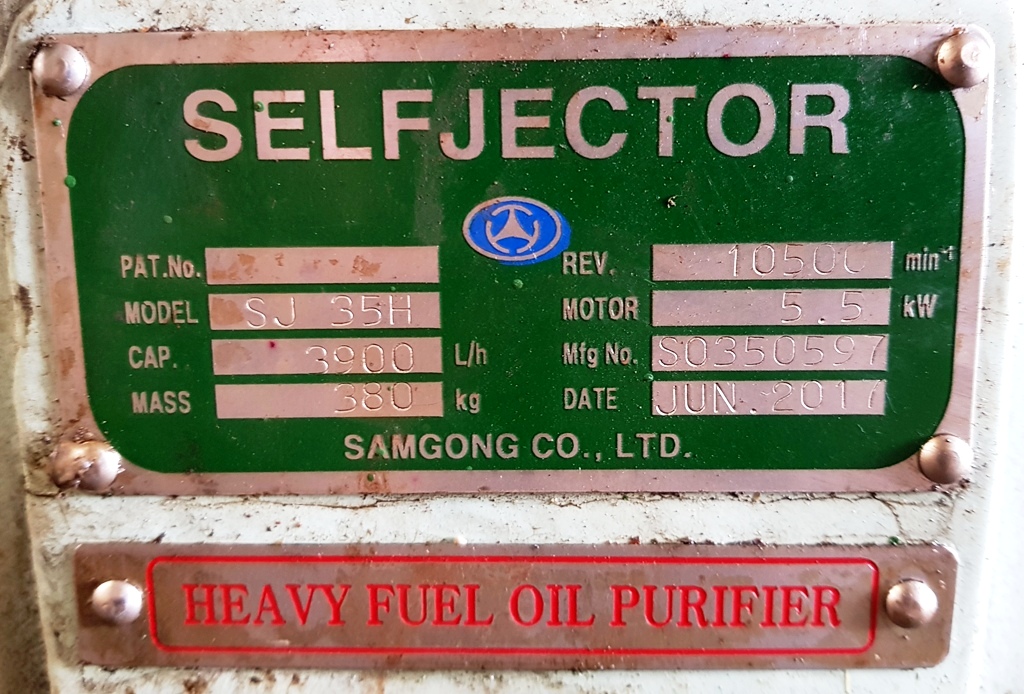 SELFJECTOR
PAT.No.
MODEL SJ 35H
CAP. 3900 L/h
MASS 380 kg
REV. 10500 min⁻¹
MOTOR 5.5 kW
Mfg No. S0350597
DATE JUN.2017
SAMGONG CO., LTD.
HEAVY FUEL OIL PURIFIER